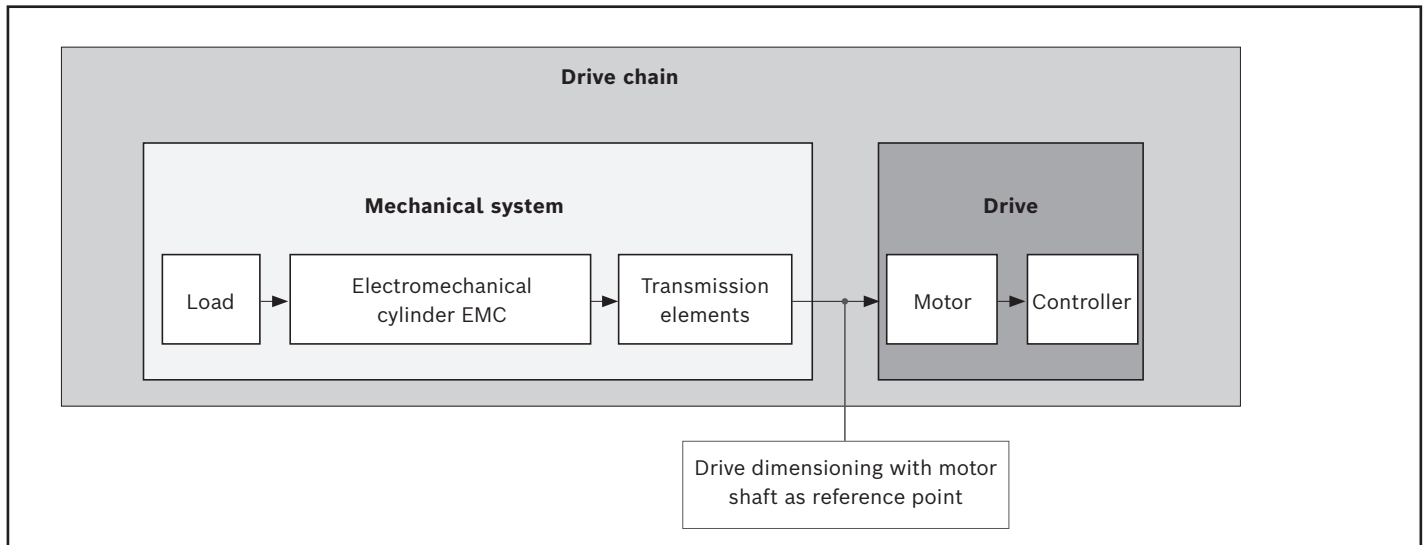 Drive chain
Mechanical system
Drive
Load
Electromechanical
cylinder EMC
Transmission
elements
Motor
Controller
Drive dimensioning with motor
shaft as reference point